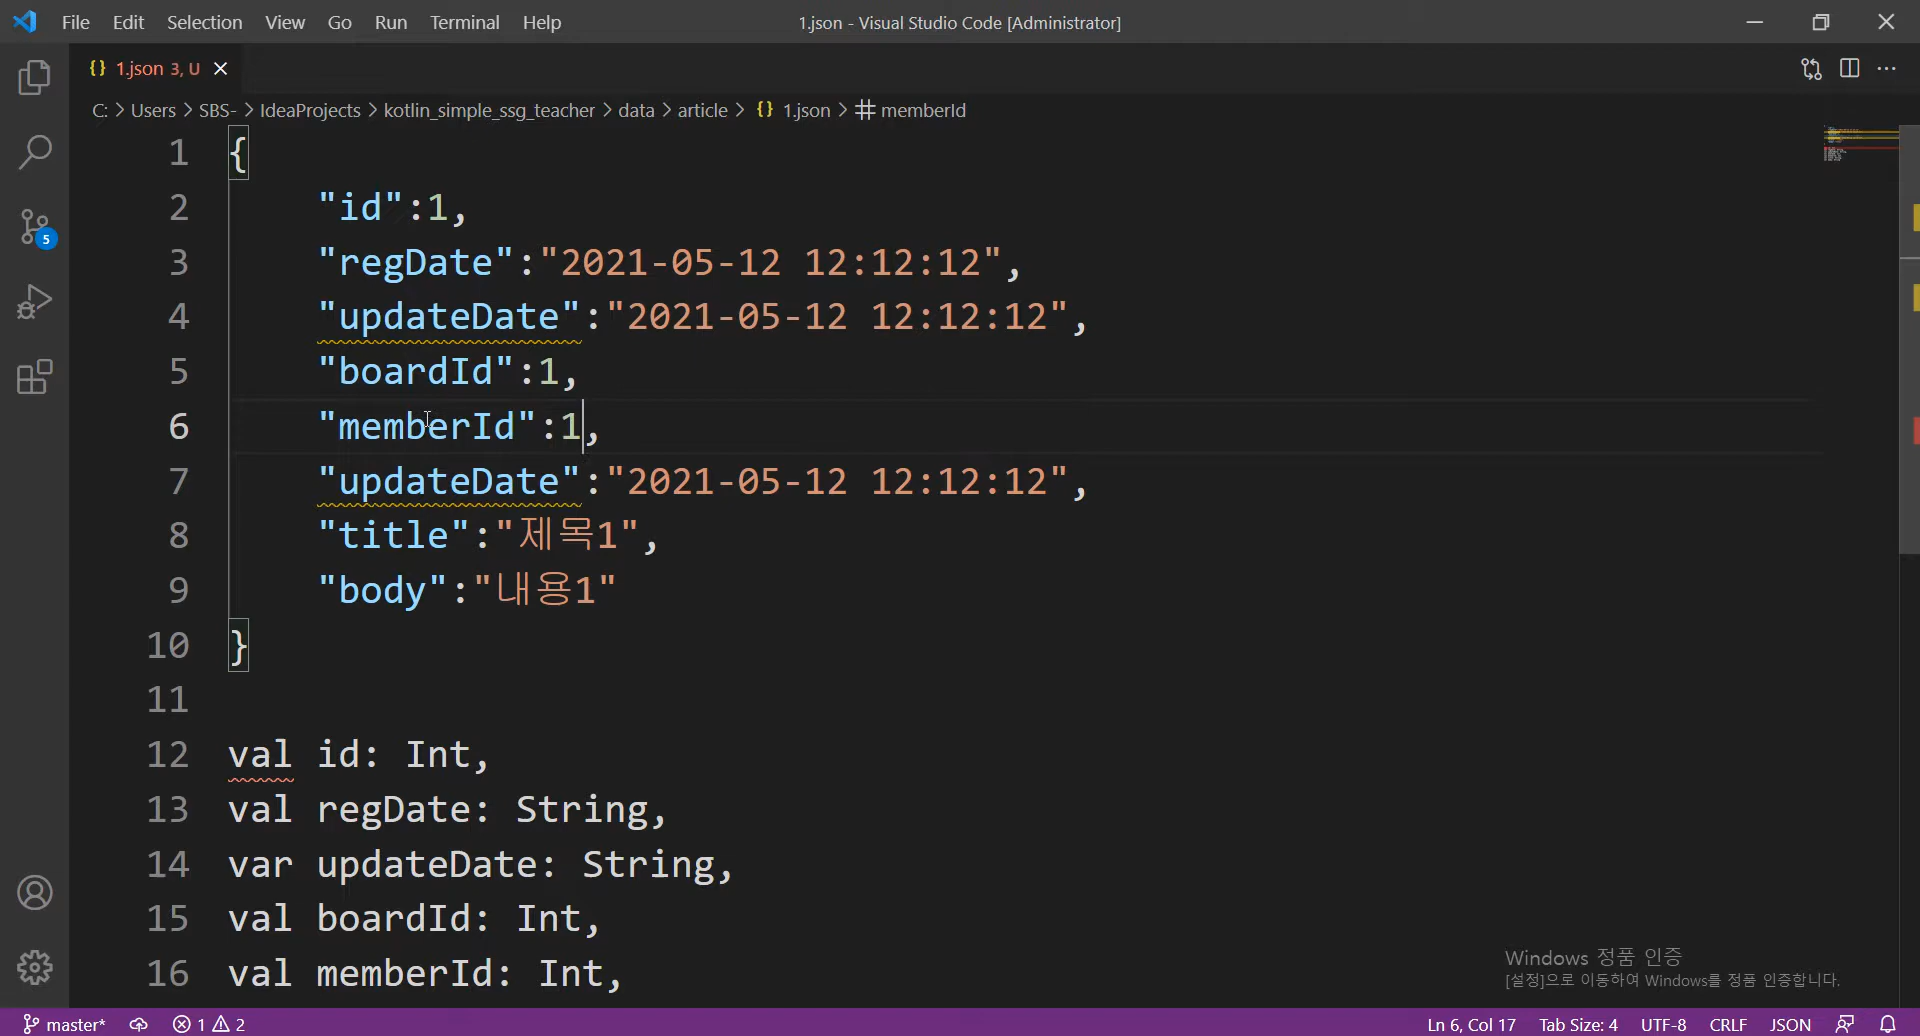 File Edit Selection View Go Run Terminal Help 1.json - Visual Studio Code [Administrator]
{} 1.json 3, U
C: > Users > SBS- > IdeaProjects > kotlin_simple_ssg_teacher > data > article > {} 1.json > # memberId
1 {
2 "id":1,
3 "regDate":"2021-05-12 12:12:12",
4 "updateDate":"2021-05-12 12:12:12",
5 "boardId":1,
6 "memberId":1,
7 "updateDate":"2021-05-12 12:12:12",
8 "title":"제목1",
9 "body":"내용1"
10 }
11
12 val id: Int,
13 val regDate: String,
14 var updateDate: String,
15 val boardId: Int,
16 val memberId: Int,
5
Windows 정품 인증
[설정]으로 이동하여 Windows를 정품 인증합니다.
master* 1 2 Ln 6, Col 17 Tab Size: 4 UTF-8 CRLF JSON